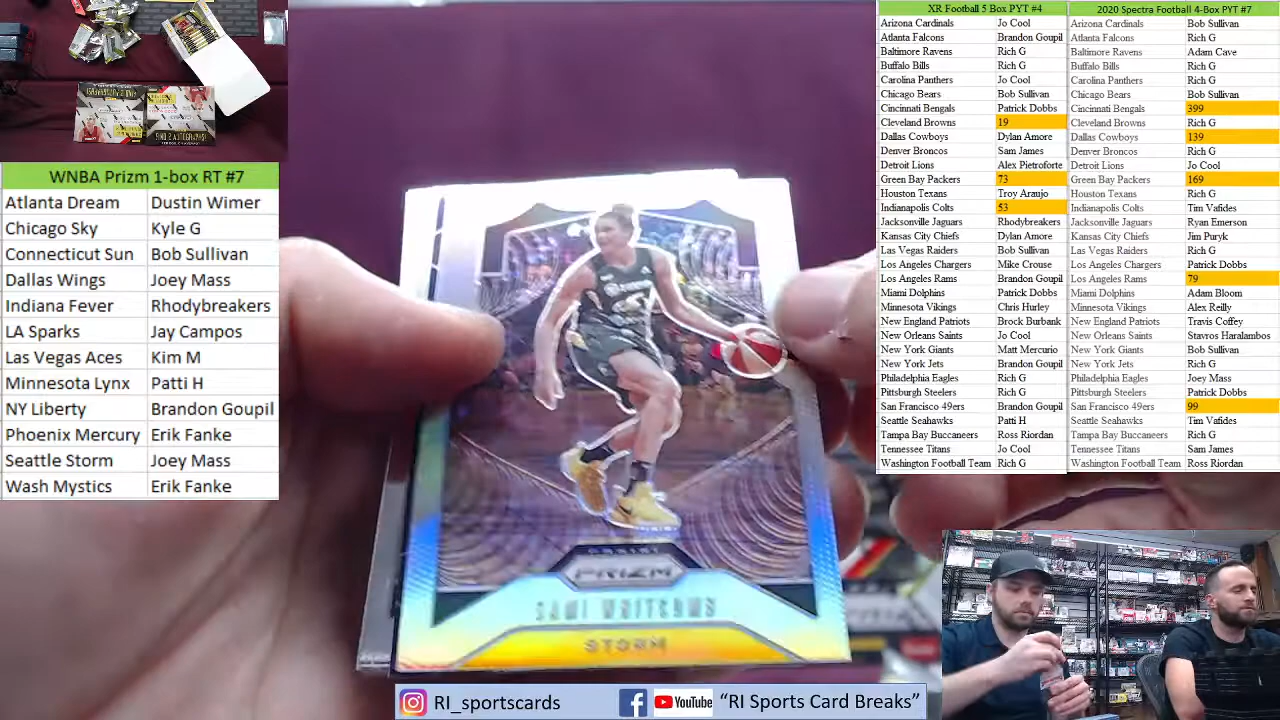 WNBA Prizm 1-box RT #7
Atlanta Dream Dustin Wimer
Chicago Sky Kyle G
Connecticut Sun Bob Sullivan
Dallas Wings Joey Mass
Indiana Fever Rhodybreakers
LA Sparks Jay Campos
Las Vegas Aces Kim M
Minnesota Lynx Patti H
NY Liberty Brandon Goupil
Phoenix Mercury Erik Fanke
Seattle Storm Joey Mass
Wash Mystics Erik Fanke
PANINI
PRIZM
SAMI WHITCOMB
STORM
XR Football 5 Box PYT #4
Arizona Cardinals Jo Cool
Atlanta Falcons Brandon Goupil
Baltimore Ravens Rich G
Buffalo Bills Rich G
Carolina Panthers Jo Cool
Chicago Bears Bob Sullivan
Cincinnati Bengals Patrick Dobbs
Cleveland Browns 19
Dallas Cowboys Dylan Amore
Denver Broncos Sam James
Detroit Lions Alex Pietroforte
Green Bay Packers 73
Houston Texans Troy Araujo
Indianapolis Colts 53
Jacksonville Jaguars Rhodybreakers
Kansas City Chiefs Dylan Amore
Las Vegas Raiders Bob Sullivan
Los Angeles Chargers Mike Crouse
Los Angeles Rams Brandon Goupil
Miami Dolphins Patrick Dobbs
Minnesota Vikings Chris Hurley
New England Patriots Brock Burbank
New Orleans Saints Jo Cool
New York Giants Matt Mercurio
New York Jets Brandon Goupil
Philadelphia Eagles Rich G
Pittsburgh Steelers Rich G
San Francisco 49ers Brandon Goupil
Seattle Seahawks Patti H
Tampa Bay Buccaneers Ross Riordan
Tennessee Titans Jo Cool
Washington Football Team Rich G
2020 Spectra Football 4-Box PYT #7
Arizona Cardinals Bob Sullivan
Atlanta Falcons Rich G
Baltimore Ravens Adam Cave
Buffalo Bills Rich G
Carolina Panthers Rich G
Chicago Bears Bob Sullivan
Cincinnati Bengals 399
Cleveland Browns Rich G
Dallas Cowboys 139
Denver Broncos Rich G
Detroit Lions Jo Cool
Green Bay Packers 169
Houston Texans Rich G
Indianapolis Colts Tim Vafides
Jacksonville Jaguars Ryan Emerson
Kansas City Chiefs Jim Puryk
Las Vegas Raiders Rich G
Los Angeles Chargers Patrick Dobbs
Los Angeles Rams 79
Miami Dolphins Adam Bloom
Minnesota Vikings Alex Reilly
New England Patriots Travis Coffey
New Orleans Saints Stavros Haralambos
New York Giants Bob Sullivan
New York Jets Rich G
Philadelphia Eagles Joey Mass
Pittsburgh Steelers Patrick Dobbs
San Francisco 49ers 99
Seattle Seahawks Tim Vafides
Tampa Bay Buccaneers Rich G
Tennessee Titans Sam James
Washington Football Team Ross Riordan
RI_sportscards YouTube “RI Sports Card Breaks”